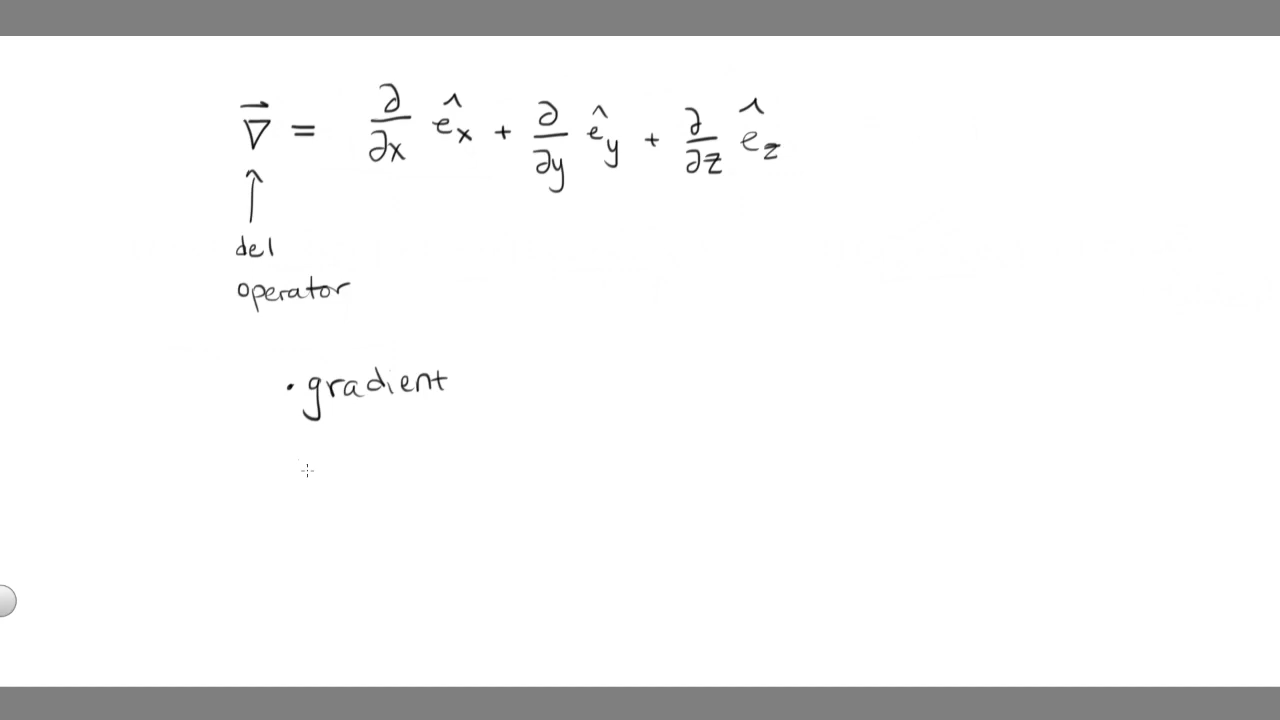 ∇⃗ = ∂/∂x ê_x + ∂/∂y ê_y + ∂/∂z ê_z
↑
del
operator
· gradient